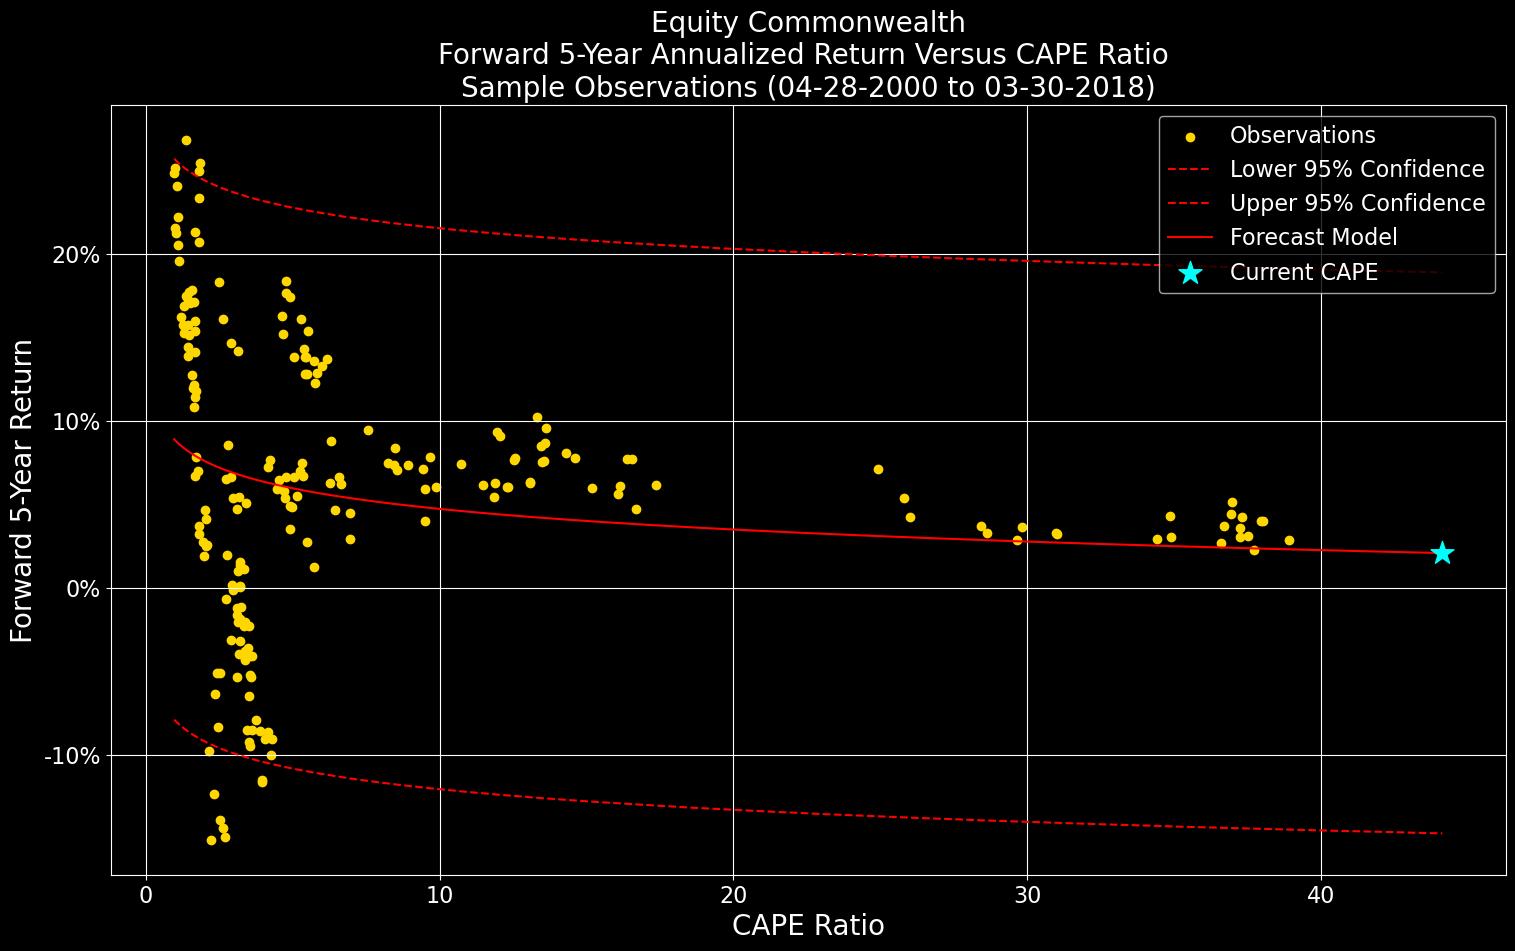 Equity Commonwealth
Forward 5-Year Annualized Return Versus CAPE Ratio
Sample Observations (04-28-2000 to 03-30-2018)
Observations
Lower 95% Confidence
Upper 95% Confidence
Forecast Model
Current CAPE
Forward 5-Year Return
20%
10%
0%
-10%
0 10 20 30 40
CAPE Ratio